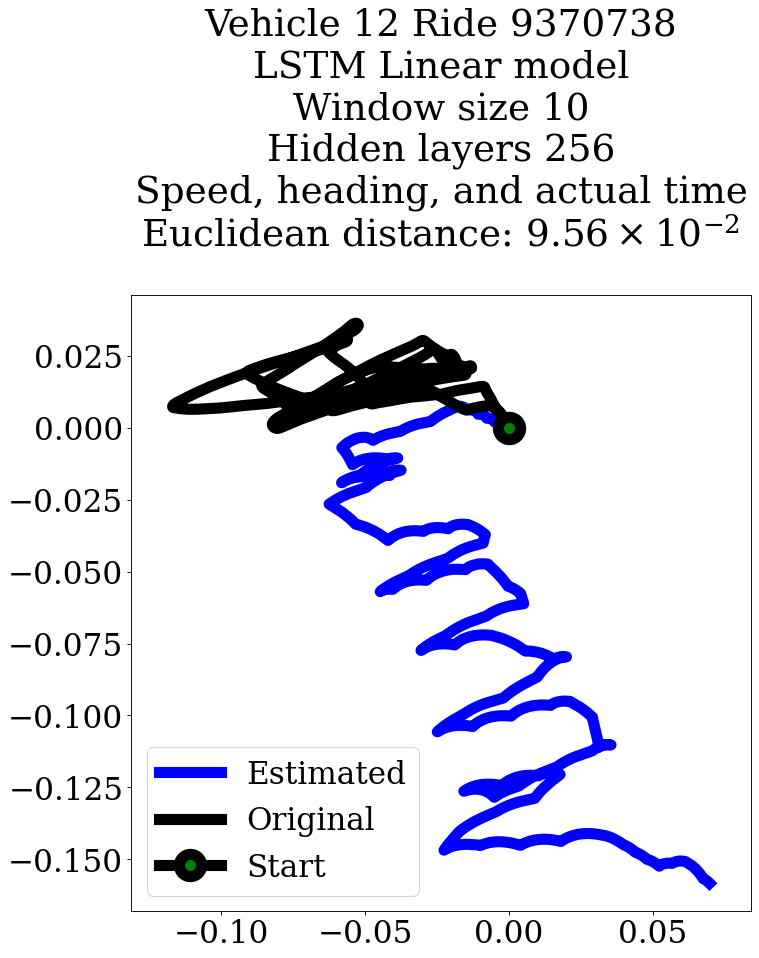 Vehicle 12 Ride 9370738
LSTM Linear model
Window size 10
Hidden layers 256
Speed, heading, and actual time
Euclidean distance: 9.56 × 10⁻²
0.025
0.000
−0.025
−0.050
−0.075
−0.100
−0.125
−0.150
Estimated
Original
Start
−0.10
−0.05
0.00
0.05